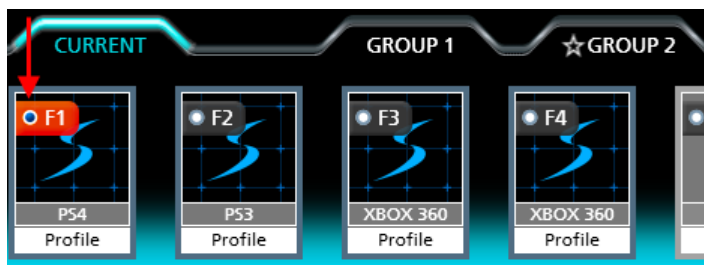 CURRENT GROUP 1 ☆GROUP 2
F1 F2 F3 F4
PS4 PS3 XBOX 360 XBOX 360
Profile Profile Profile Profile